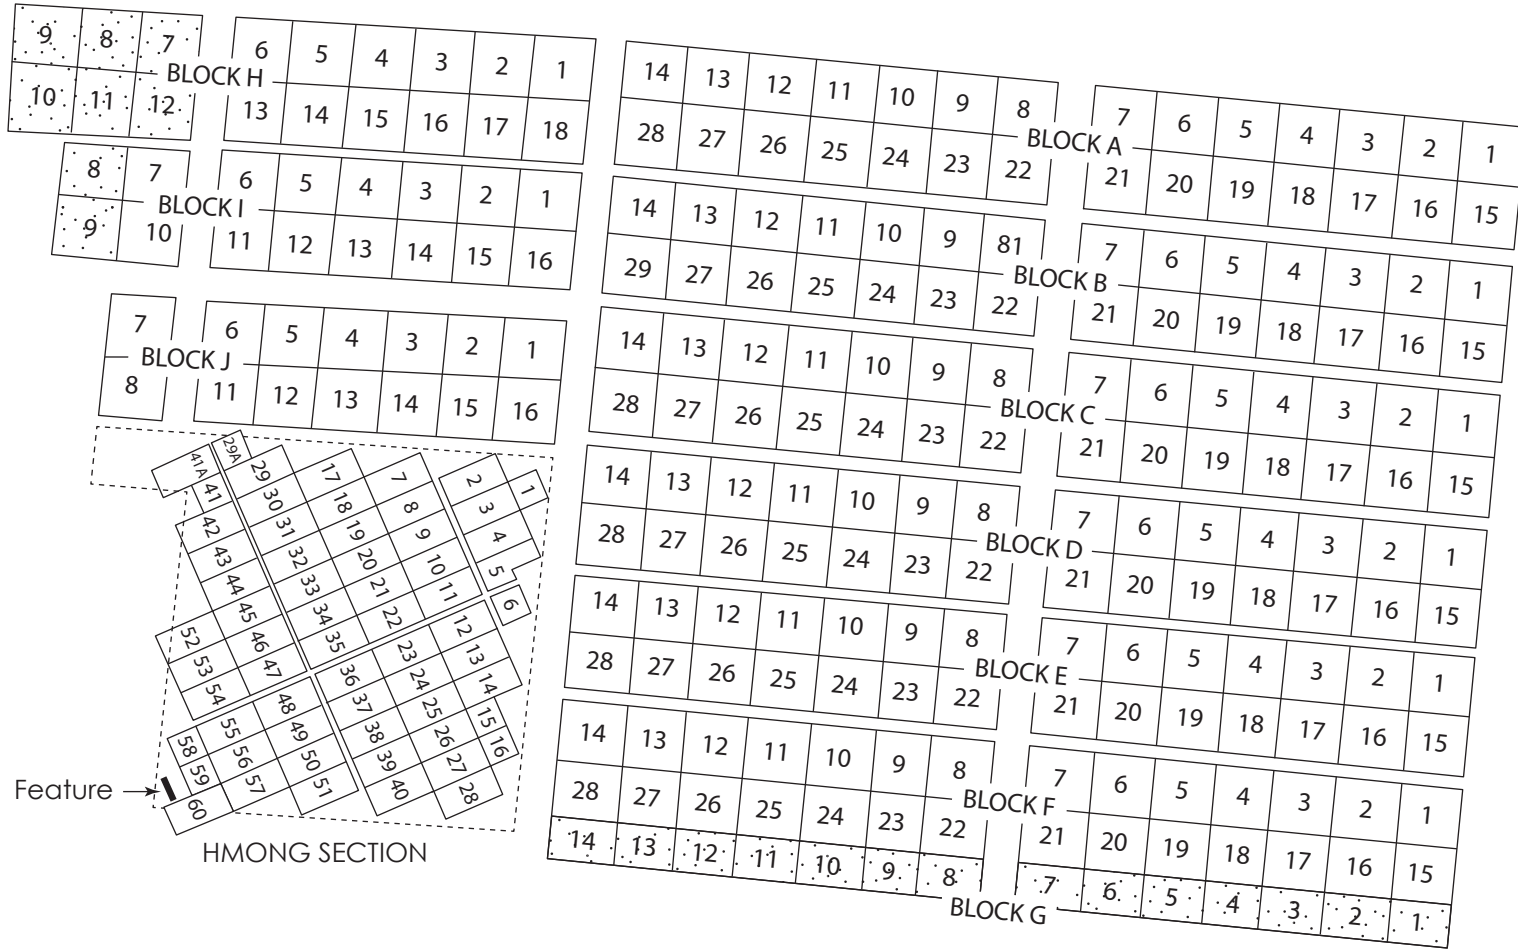 9 8 7 6 5 4 3 2 1
BLOCK H
10 11 12 13 14 15 16 17 18
8 7 6 5 4 3 2 1
BLOCK I
9 10 11 12 13 14 15 16
7 6 5 4 3 2 1
BLOCK J
8 11 12 13 14 15 16
14 13 12 11 10 9 8 7 6 5 4 3 2 1
BLOCK A
28 27 26 25 24 23 22 21 20 19 18 17 16 15
14 13 12 11 10 9 81 7 6 5 4 3 2 1
BLOCK B
29 27 26 25 24 23 22 21 20 19 18 17 16 15
14 13 12 11 10 9 8 7 6 5 4 3 2 1
BLOCK C
28 27 26 25 24 23 22 21 20 19 18 17 16 15
14 13 12 11 10 9 8 7 6 5 4 3 2 1
BLOCK D
28 27 26 25 24 23 22 21 20 19 18 17 16 15
14 13 12 11 10 9 8 7 6 5 4 3 2 1
BLOCK E
28 27 26 25 24 23 22 21 20 19 18 17 16 15
14 13 12 11 10 9 8 7 6 5 4 3 2 1
BLOCK F
28 27 26 25 24 23 22 21 20 19 18 17 16 15
14 13 12 11 10 9 8 7 6 5 4 3 2 1
BLOCK G
1
2 3 4 5
6
7 8 9 10 11
12 13 14 15 16
17 18 19 20 21 22
23 24 25 26 27 28
29A 29 30 31 32 33 34 35
36 37 38 39 40
41A 41 42 43 44 45 46 47
48 49 50 51
52 53 54
55 56 57
58 59 60
Feature
HMONG SECTION